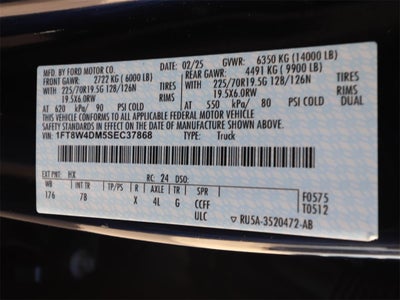 MFD. BY FORD MOTOR CO. 02/25 GVWR: 6350 KG (14000 LB)
FRONT GAWR: REAR GAWR:
2722 KG (6000 LB) 4491 KG (9900 LB)
WITH TIRES WITH TIRES
225/70R19.5G 128/126N 225/70R19.5G 128/126N
19.5X6.0RW RIMS 19.5X6.0RW RIMS
AT 620 kPa/ 90 PSI COLD AT 550 kPa/ 80 PSI COLD
THIS VEHICLE CONFORMS TO ALL APPLICABLE FEDERAL MOTOR VEHICLE
SAFETY STANDARDS IN EFFECT ON THE DATE OF MANUFACTURE SHOWN ABOVE.
VIN: 1FT8W4DM5SEC37868 TYPE: Truck
EXT PNT: HX RC: 24 DSO:
WB INT TR TP/PS R AXLE TR SPR
176 7B X 4L G CCFF
ULC
F0575
T0512
RU5A-3520472-AB